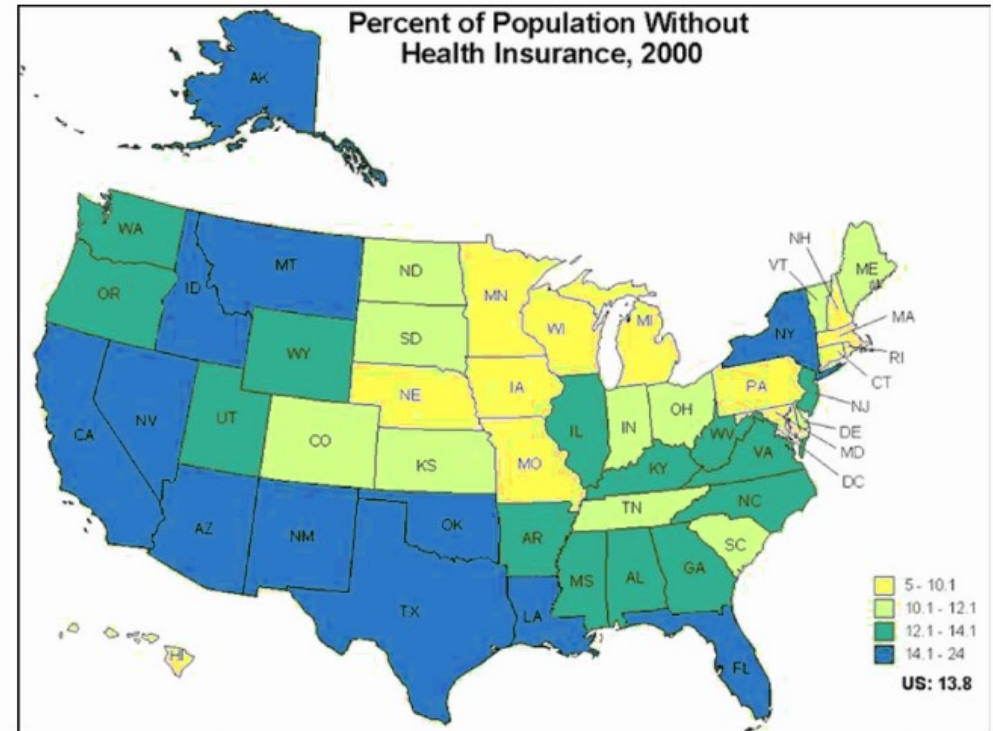 Percent of Population Without
Health Insurance, 2000
AK
WA
OR
ID
MT
ND
MN
WI
MI
NH
VT
ME
MA
NY
RI
CT
SD
WY
NE
IA
PA
NJ
DE
MD
DC
CA
NV
UT
CO
KS
MO
IL
IN
OH
WV
VA
KY
NC
TN
SC
AZ
NM
OK
AR
MS
AL
GA
TX
LA
FL
HI
5 - 10.1
10.1 - 12.1
12.1 - 14.1
14.1 - 24
US: 13.8